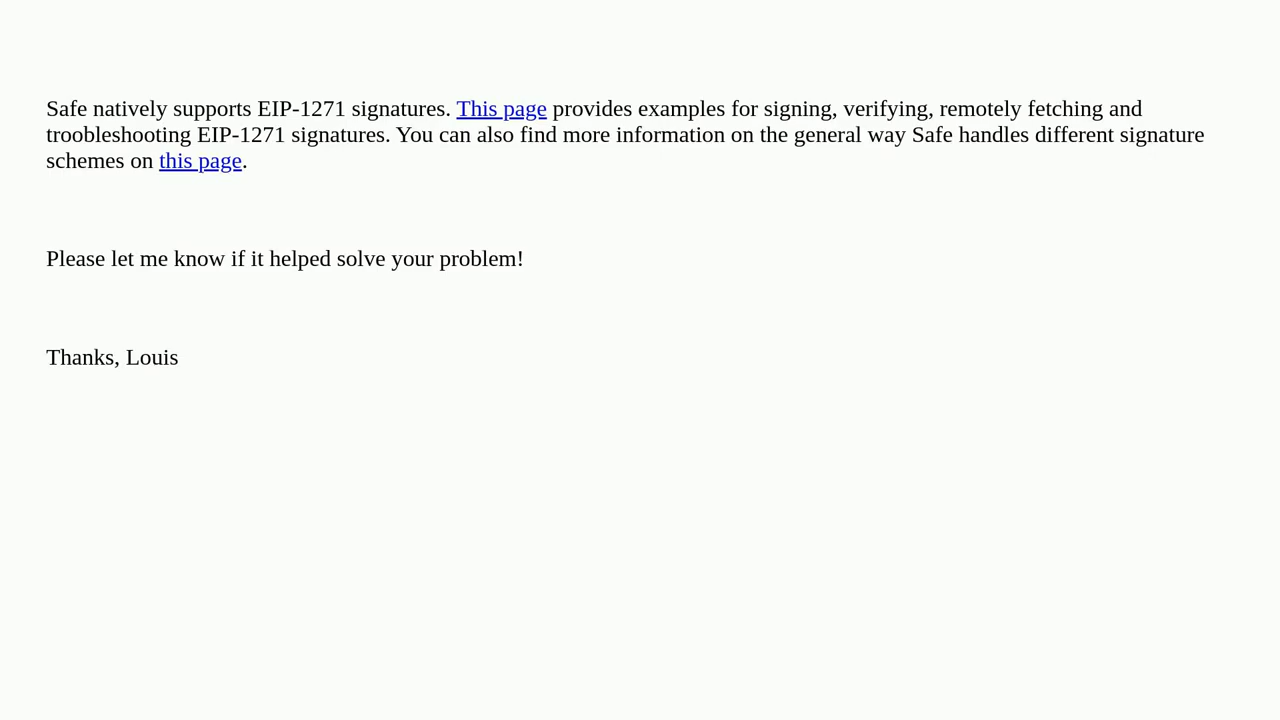 Safe natively supports EIP-1271 signatures. This page provides examples for signing, verifying, remotely fetching and
troobleshooting EIP-1271 signatures. You can also find more information on the general way Safe handles different signature
schemes on this page.
Please let me know if it helped solve your problem!
Thanks, Louis